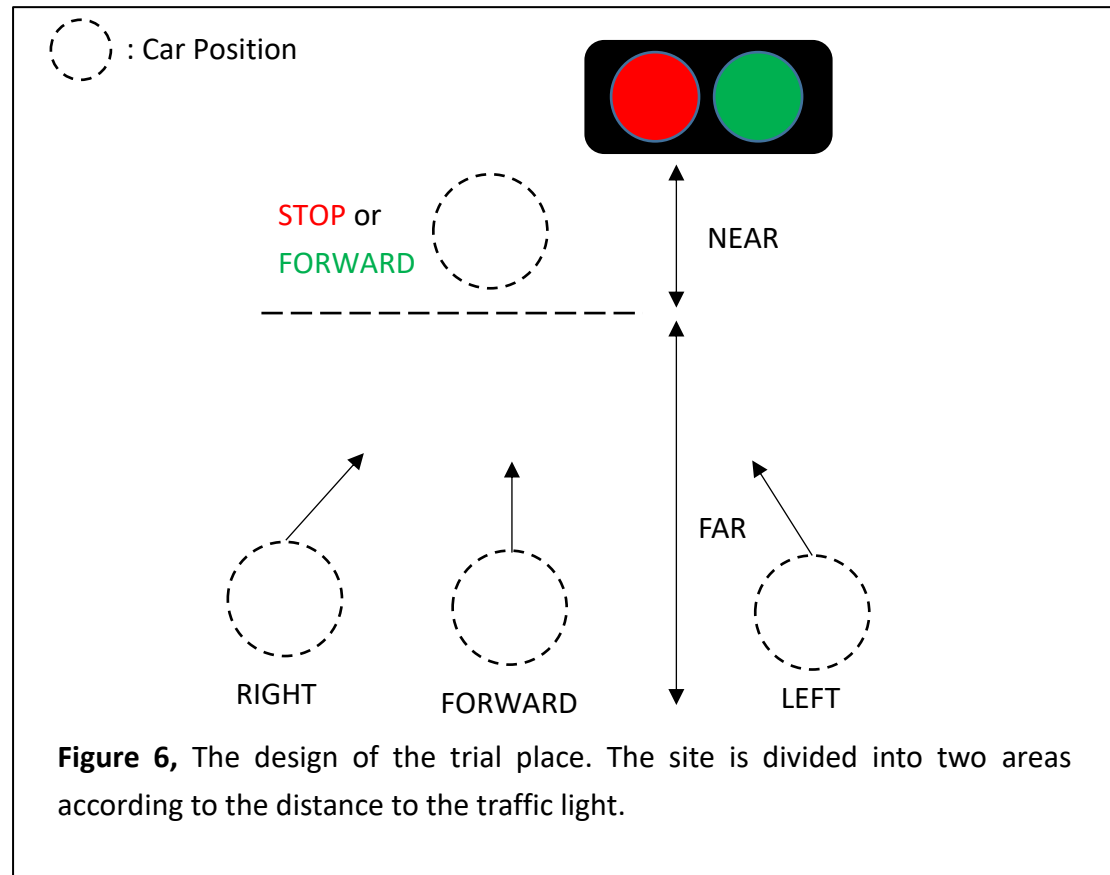 : Car Position
STOP or
FORWARD
NEAR
FAR
RIGHT
FORWARD
LEFT
Figure 6, The design of the trial place. The site is divided into two areas
according to the distance to the traffic light.